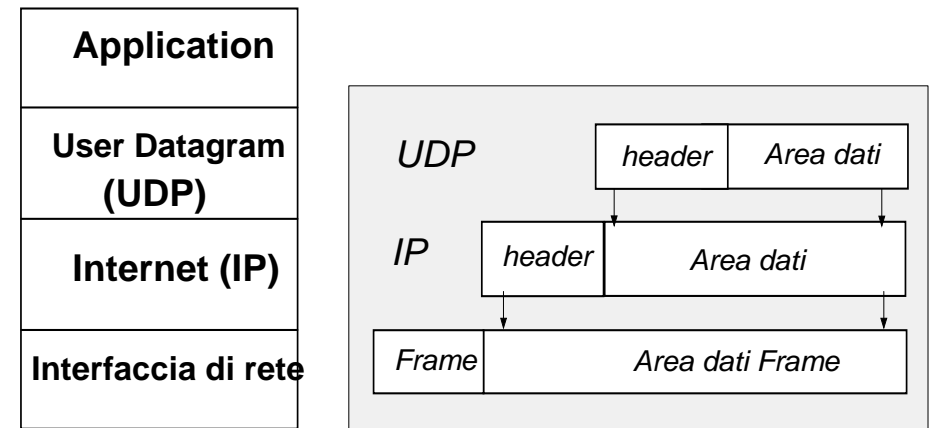 Application
User Datagram
(UDP)
Internet (IP)
Interfaccia di rete
UDP
header
Area dati
IP
header
Area dati
Frame
Area dati Frame